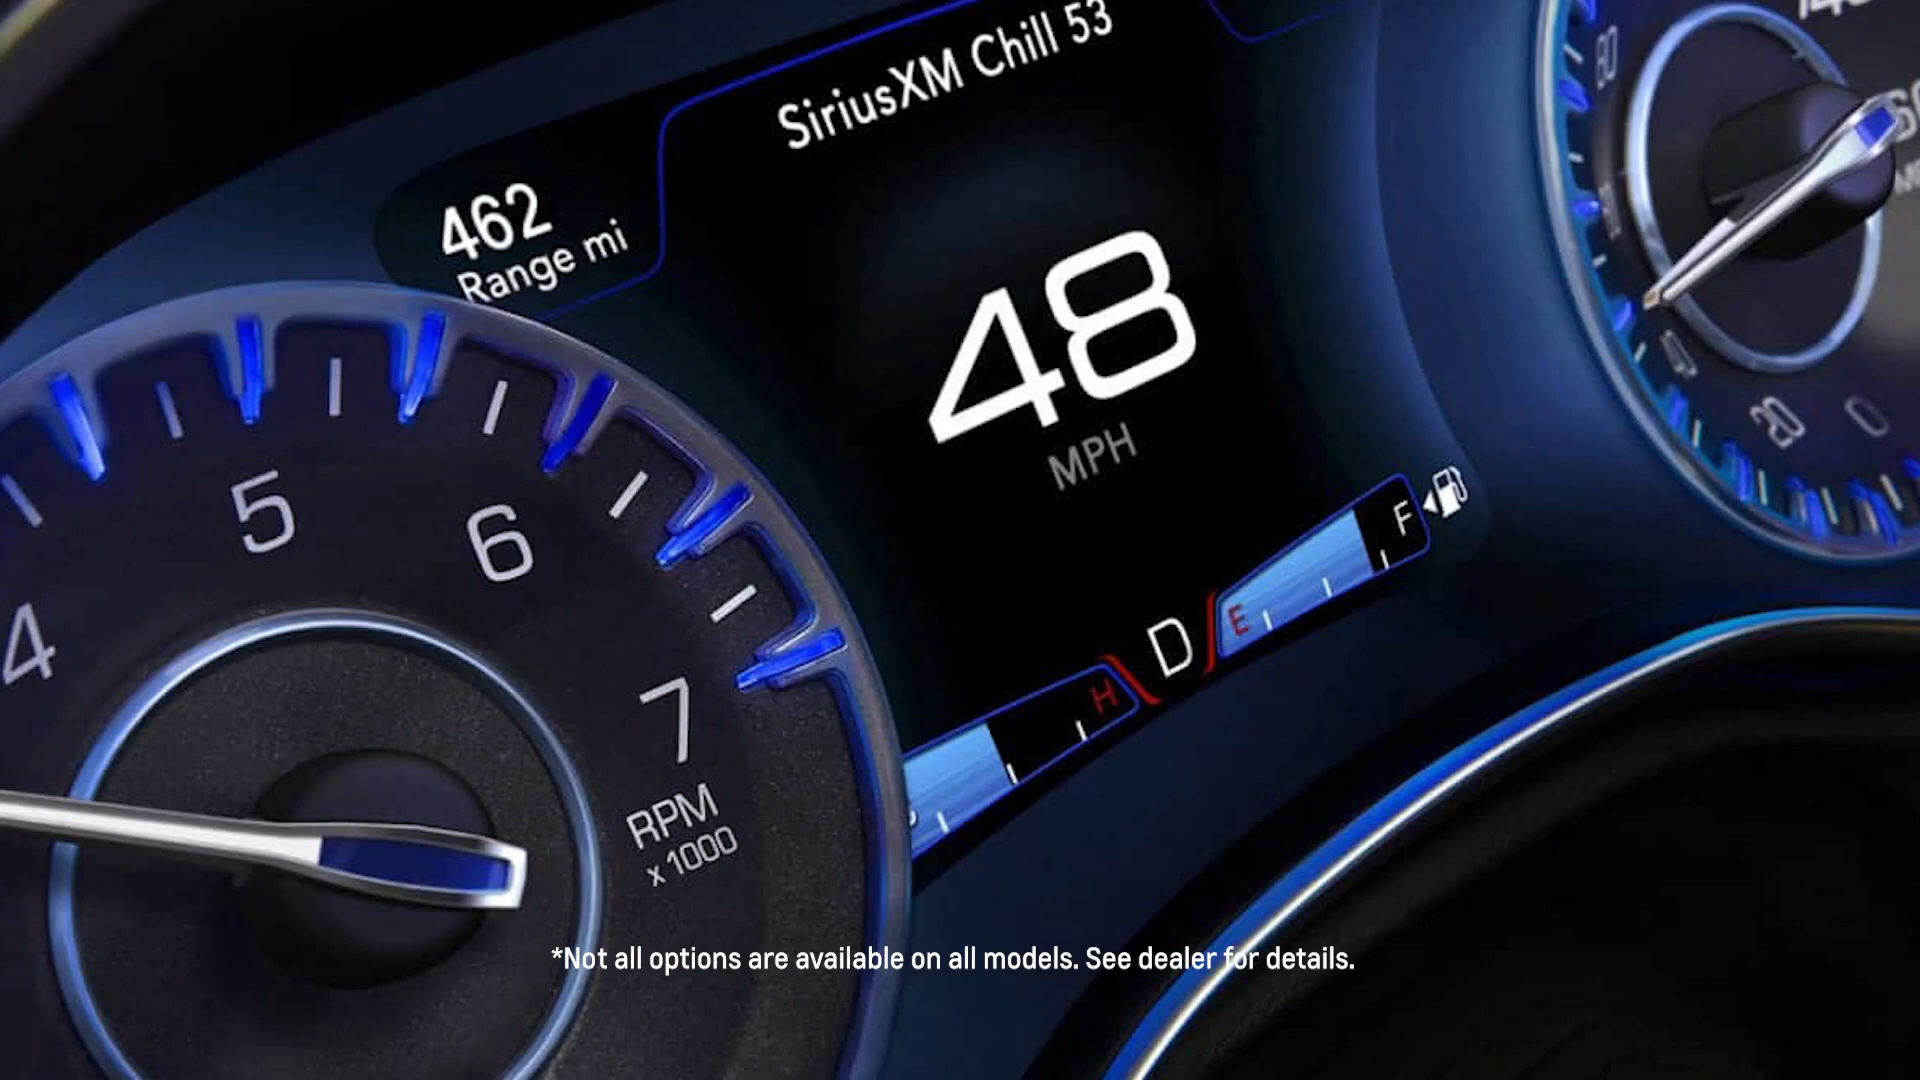 SiriusXM Chill 53
462
Range mi
48
MPH
80
20
0
F
E
D
H
4
5
6
7
RPM
x 1000
*Not all options are available on all models. See dealer for details.